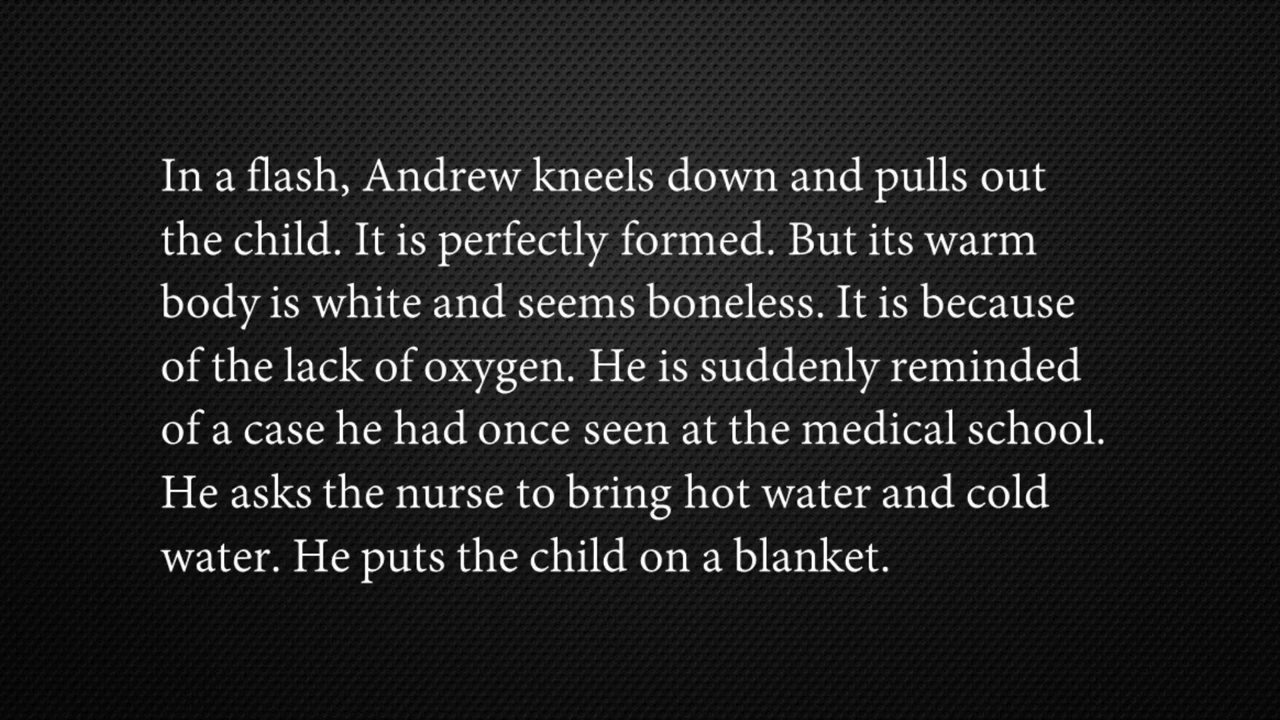 In a flash, Andrew kneels down and pulls out
the child. It is perfectly formed. But its warm
body is white and seems boneless. It is because
of the lack of oxygen. He is suddenly reminded
of a case he had once seen at the medical school.
He asks the nurse to bring hot water and cold
water. He puts the child on a blanket.